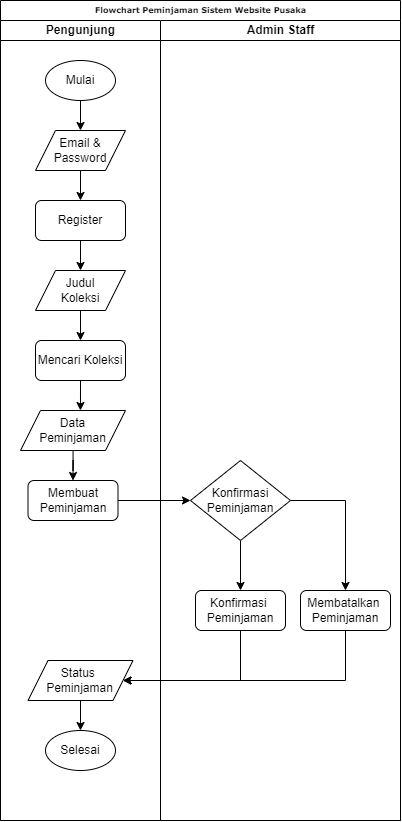 Flowchart Peminjaman Sistem Website Pusaka
Pengunjung
Admin Staff
Mulai
Email &
Password
Register
Judul
Koleksi
Mencari Koleksi
Data
Peminjaman
Membuat
Peminjaman
Konfirmasi
Peminjaman
Konfirmasi
Peminjaman
Membatalkan
Peminjaman
Status
Peminjaman
Selesai